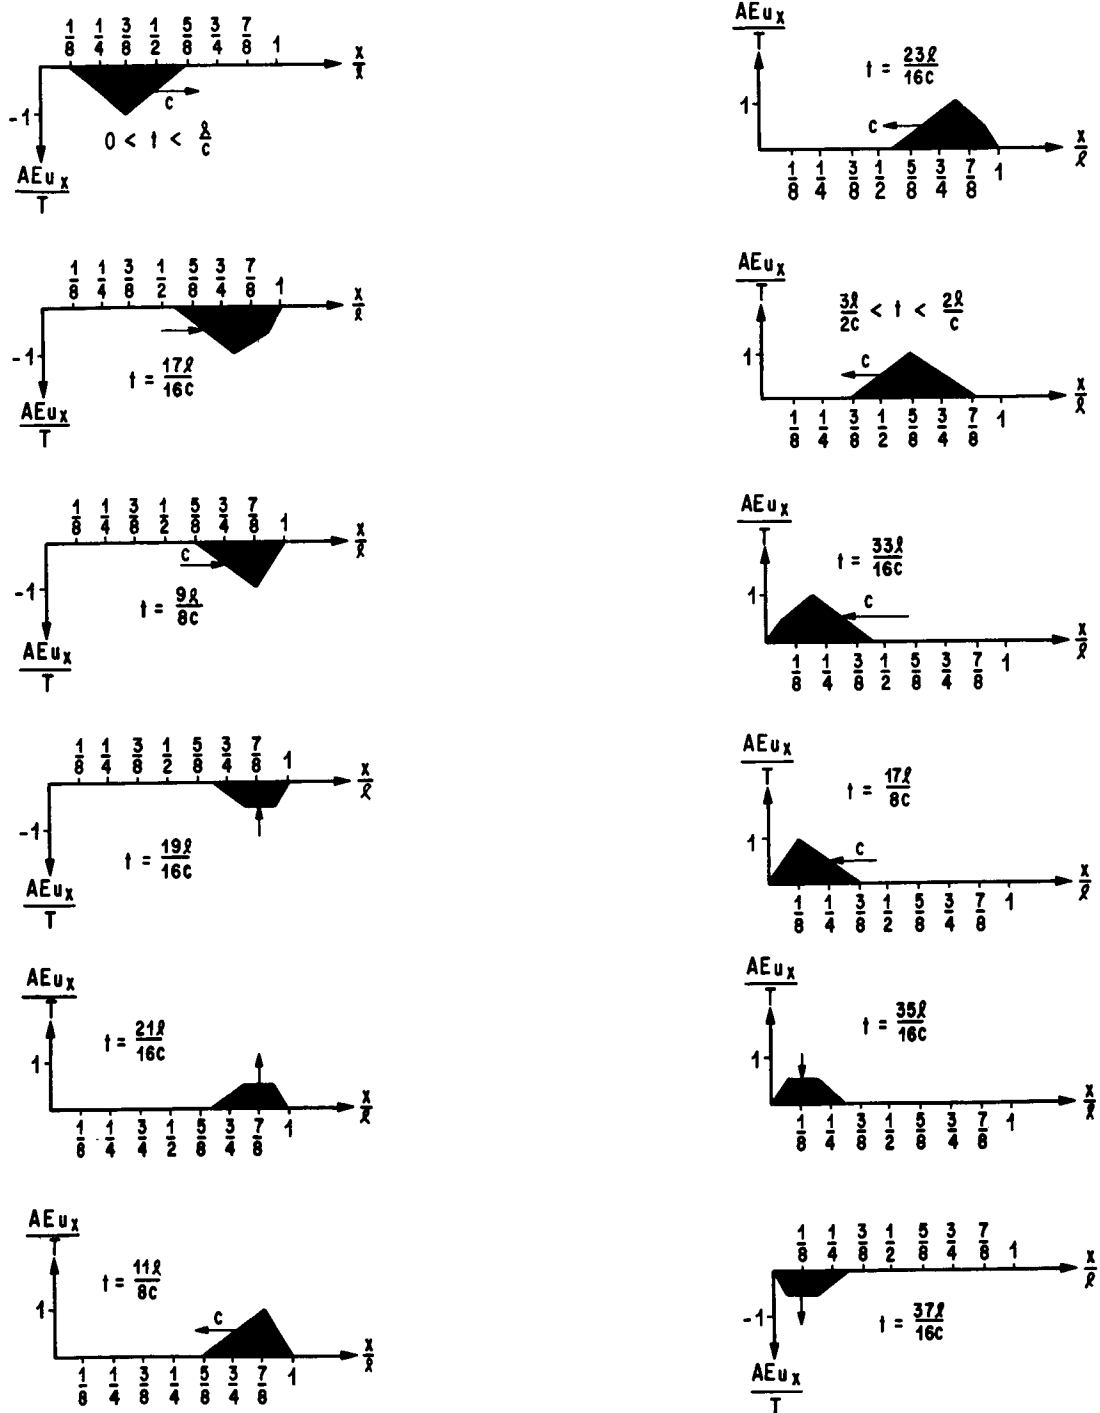 1/8 1/4 3/8 1/2 5/8 3/4 7/8 1 x/ℓ
-1
c
0 < t < ℓ/c
AEu_x/T
1/8 1/4 3/8 1/2 5/8 3/4 7/8 1 x/ℓ
-1
t = 17ℓ/16c
AEu_x/T
1/8 1/4 3/8 1/2 5/8 3/4 7/8 1 x/ℓ
c
-1
t = 9ℓ/8c
AEu_x/T
1/8 1/4 3/8 1/2 5/8 3/4 7/8 1 x/ℓ
-1
t = 19ℓ/16c
AEu_x/T
AEu_x/T
t = 21ℓ/16c
1
x/ℓ
1/8 1/4 3/4 1/2 5/8 3/4 7/8 1
AEu_x/T
t = 11ℓ/8c
1
c
x/ℓ
1/8 1/4 3/8 1/4 5/8 3/4 7/8 1
AEu_x/T
t = 23ℓ/16c
1
c
x/ℓ
1/8 1/4 3/8 1/2 5/8 3/4 7/8 1
AEu_x/T
3ℓ/2c < t < 2ℓ/c
1
c
x/ℓ
1/8 1/4 3/8 1/2 5/8 3/4 7/8 1
AEu_x/T
t = 33ℓ/16c
1
c
x/ℓ
1/8 1/4 3/8 1/2 5/8 3/4 7/8 1
AEu_x/T
t = 17ℓ/8c
1
c
x/ℓ
1/8 1/4 3/8 1/2 5/8 3/4 7/8 1
AEu_x/T
t = 35ℓ/16c
1
x/ℓ
1/8 1/4 3/8 1/2 5/8 3/4 7/8 1
1/8 1/4 3/8 1/2 5/8 3/4 7/8 1 x/ℓ
-1
t = 37ℓ/16c
AEu_x/T